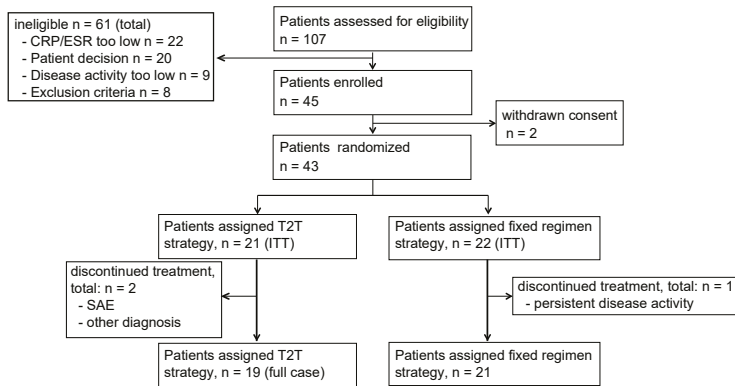 ineligible n = 61 (total)
- CRP/ESR too low n = 22
- Patient decision n = 20
- Disease activity too low n = 9
- Exclusion criteria n = 8
Patients assessed for eligibility
n = 107
Patients enrolled
n = 45
withdrawn consent
n = 2
Patients randomized
n = 43
Patients assigned T2T
strategy, n = 21 (ITT)
Patients assigned fixed regimen
strategy, n = 22 (ITT)
discontinued treatment,
total: n = 2
- SAE
- other diagnosis
discontinued treatment, total: n = 1
- persistent disease activity
Patients assigned T2T
strategy, n = 19 (full case)
Patients assigned fixed regimen
strategy, n = 21